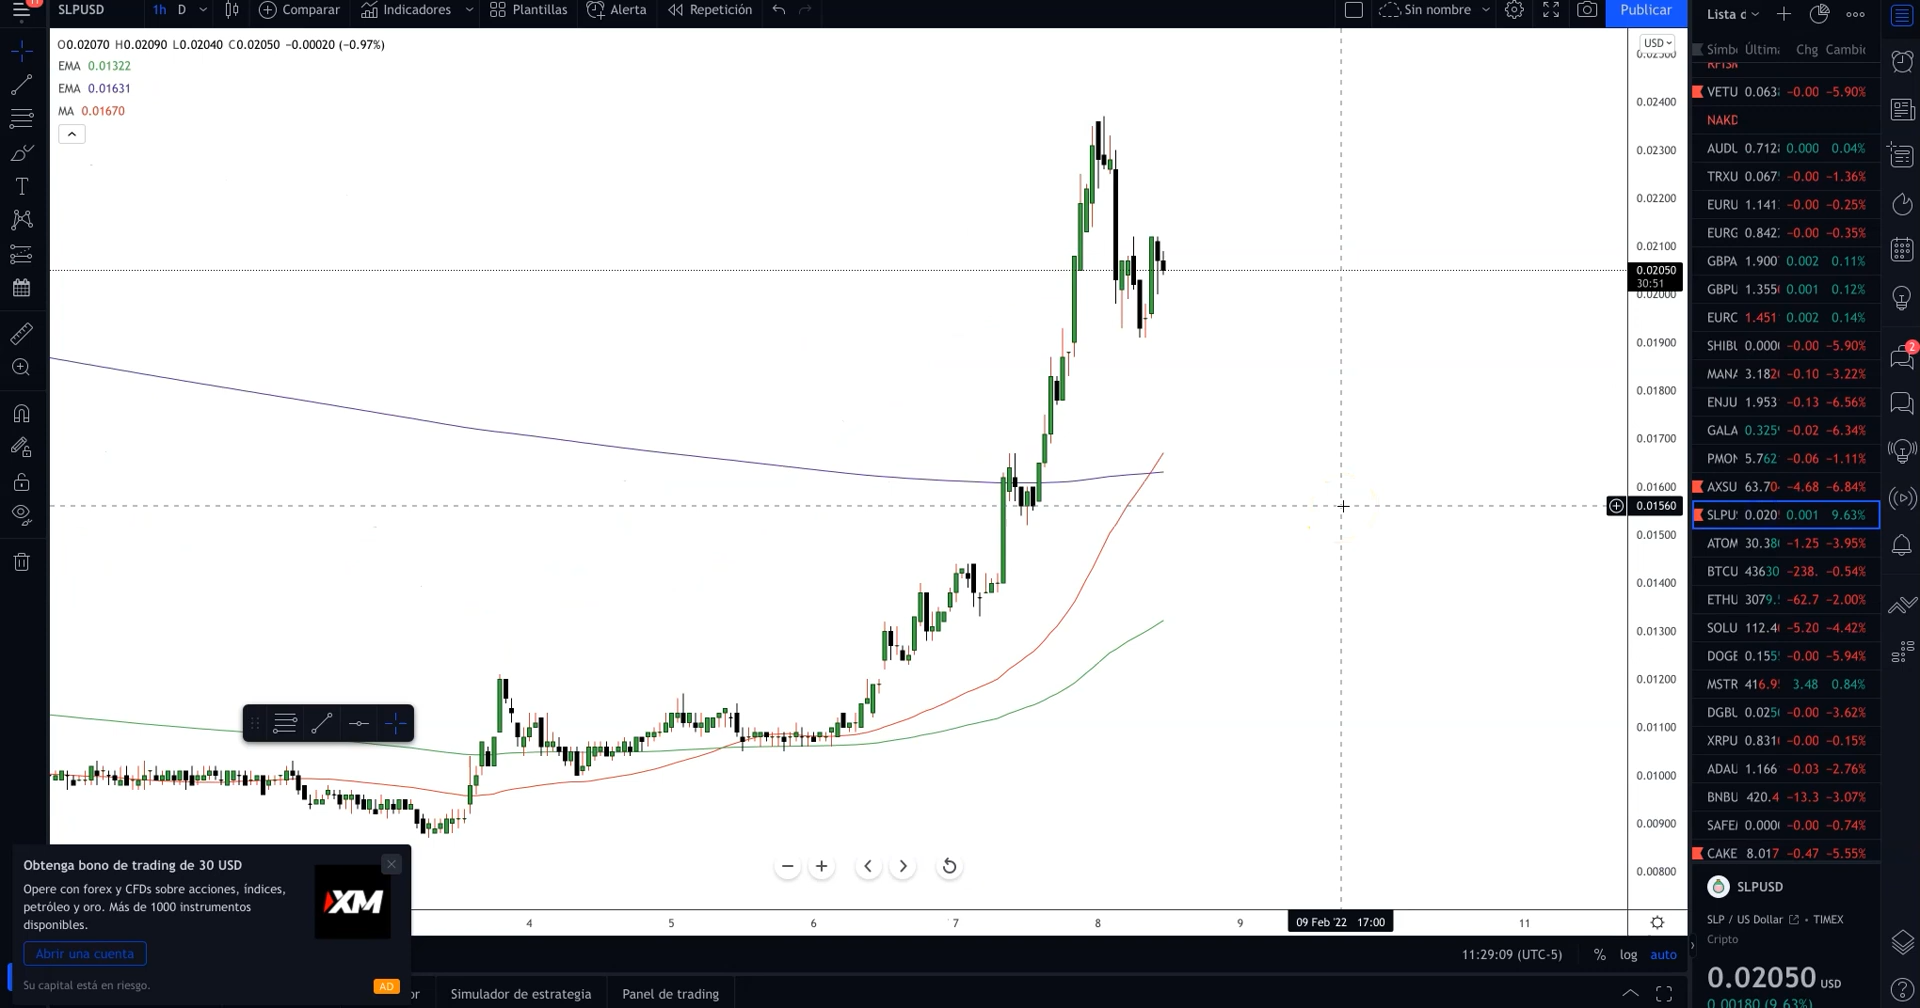 11
SLPUSD
1h D
Comparar
Indicadores
Plantillas
Alerta
Repetición
Sin nombre
Publicar
Lista d
O0.02070 H0.02090 L0.02040 C0.02050 −0.00020 (−0.97%)
EMA 0.01322
EMA 0.01631
MA 0.01670
USD
0.02400
0.02300
0.02200
0.02100
0.02050
30:51
0.02000
0.01900
0.01800
0.01700
0.01600
0.01560
0.01500
0.01400
0.01300
0.01200
0.01100
0.01000
0.00900
0.00800
4 5 6 7 8 9 09 Feb '22 17:00 11
11:29:09 (UTC-5) % log auto
Simulador de estrategia
Panel de trading
Obtenga bono de trading de 30 USD
Opere con forex y CFDs sobre acciones, índices,
petróleo y oro. Más de 1000 instrumentos
disponibles.
XM
Abrir una cuenta
Su capital está en riesgo.
AD
Símb Última Chg Cambio
VETU 0.063 −0.00 −5.90%
NAKD
AUDU 0.712 0.000 0.04%
TRXU 0.067 −0.00 −1.36%
EURU 1.141 −0.00 −0.25%
EURG 0.842 −0.00 −0.35%
GBPA 1.900 0.002 0.11%
GBPU 1.355 0.001 0.12%
EURC 1.451 0.002 0.14%
SHIBU 0.000 −0.00 −5.90%
MANA 3.182 −0.10 −3.22%
ENJU 1.953 −0.13 −6.56%
GALA 0.325 −0.02 −6.34%
PMON 5.762 −0.06 −1.11%
AXSU 63.70 −4.68 −6.84%
SLPU 0.020 0.001 9.63%
ATOM 30.38 −1.25 −3.95%
BTCU 43630 −238. −0.54%
ETHU 3079. −62.7 −2.00%
SOLU 112.4 −5.20 −4.42%
DOGE 0.155 −0.00 −5.94%
MSTR 416.9 3.48 0.84%
DGBU 0.025 −0.00 −3.62%
XRPU 0.831 −0.00 −0.15%
ADAU 1.166 −0.03 −2.76%
BNBU 420.4 −13.3 −3.07%
SAFE 0.000 −0.00 −0.74%
CAKE 8.017 −0.47 −5.55%
2
SLPUSD
SLP / US Dollar • TIMEX
Cripto
0.02050 USD
0.00180 (9.63%)